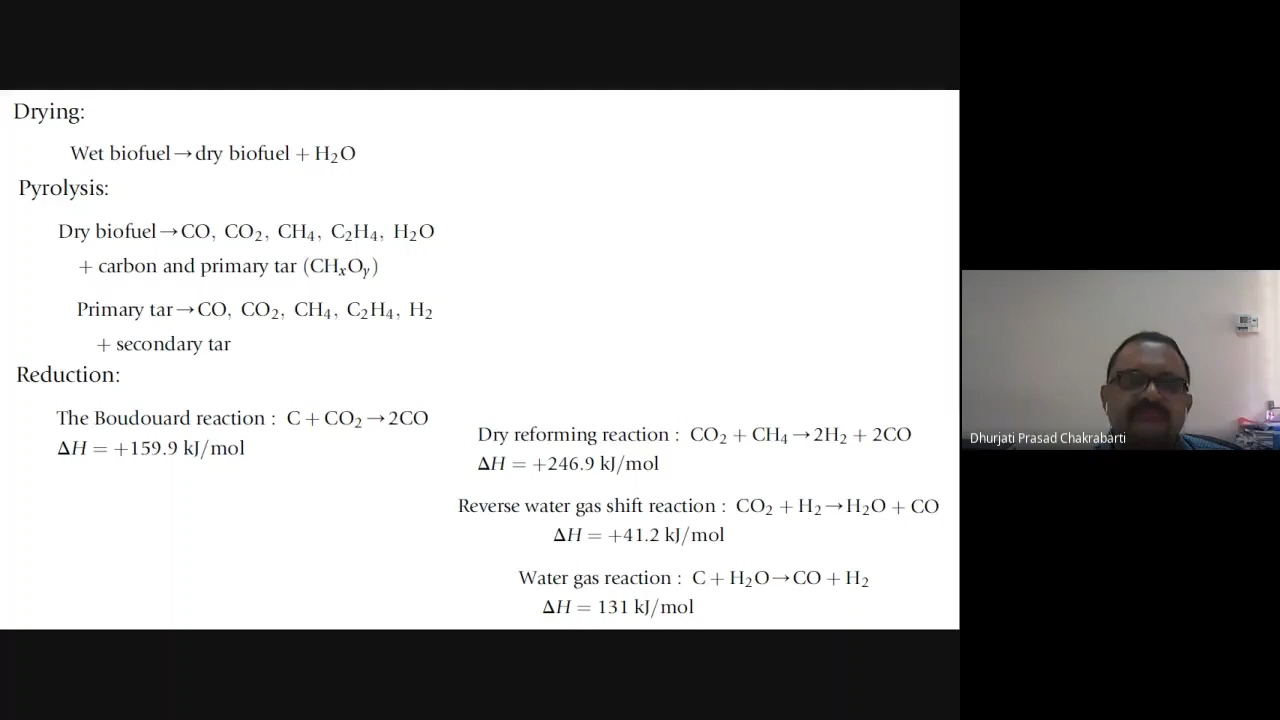 Drying:
Wet biofuel→dry biofuel + H₂O
Pyrolysis:
Dry biofuel→CO, CO₂, CH₄, C₂H₄, H₂O
+ carbon and primary tar (CHₓOᵧ)
Primary tar→CO, CO₂, CH₄, C₂H₄, H₂
+ secondary tar
Reduction:
The Boudouard reaction : C + CO₂→2CO
ΔH = +159.9 kJ/mol
Dry reforming reaction : CO₂ + CH₄→2H₂ + 2CO
ΔH = +246.9 kJ/mol
Reverse water gas shift reaction : CO₂ + H₂→H₂O + CO
ΔH = +41.2 kJ/mol
Water gas reaction : C + H₂O→CO + H₂
ΔH = 131 kJ/mol
Dhurjati Prasad Chakrabarti